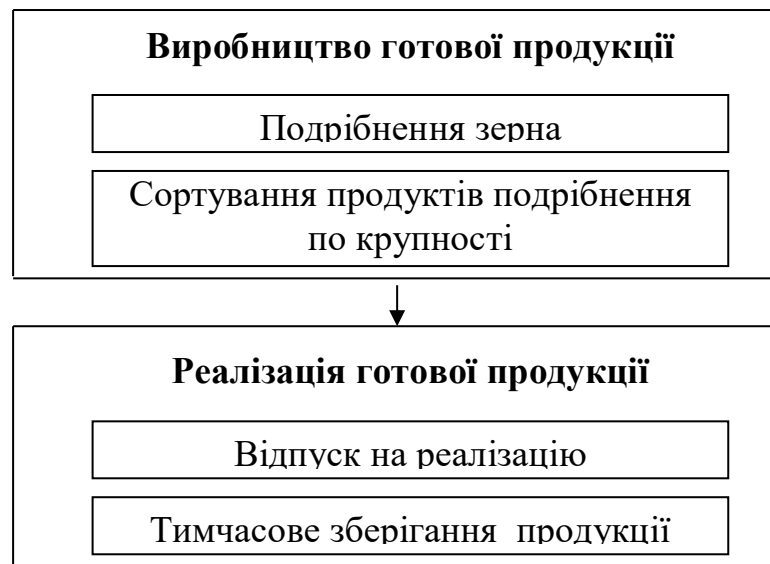 Виробництво готової продукції
Подрібнення зерна
Сортування продуктів подрібнення
по крупності
Реалізація готової продукції
Відпуск на реалізацію
Тимчасове зберігання продукції